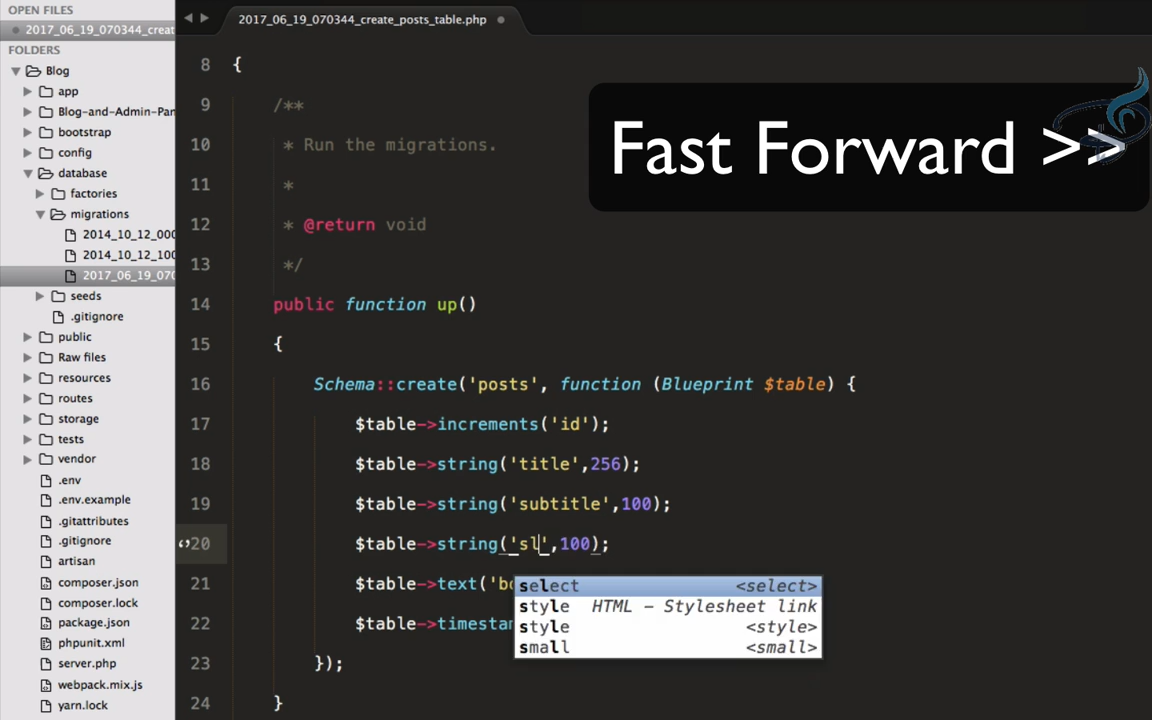 OPEN FILES
2017_06_19_070344_creat
FOLDERS
Blog
app
Blog-and-Admin-Pan
bootstrap
config
database
factories
migrations
2014_10_12_000
2014_10_12_100
2017_06_19_070
seeds
.gitignore
public
Raw files
resources
routes
storage
tests
vendor
.env
.env.example
.gitattributes
.gitignore
artisan
composer.json
composer.lock
package.json
phpunit.xml
server.php
webpack.mix.js
yarn.lock
2017_06_19_070344_create_posts_table.php
Fast Forward >>
8 {
9 /**
10 * Run the migrations.
11 *
12 * @return void
13 */
14 public function up()
15 {
16 Schema::create('posts', function (Blueprint $table) {
17 $table->increments('id');
18 $table->string('title',256);
19 $table->string('subtitle',100);
20 $table->string('sl',100);
21 $table->text('bo
22 $table->timestam
23 });
24 }
select <select>
style HTML – Stylesheet link
style <style>
small <small>